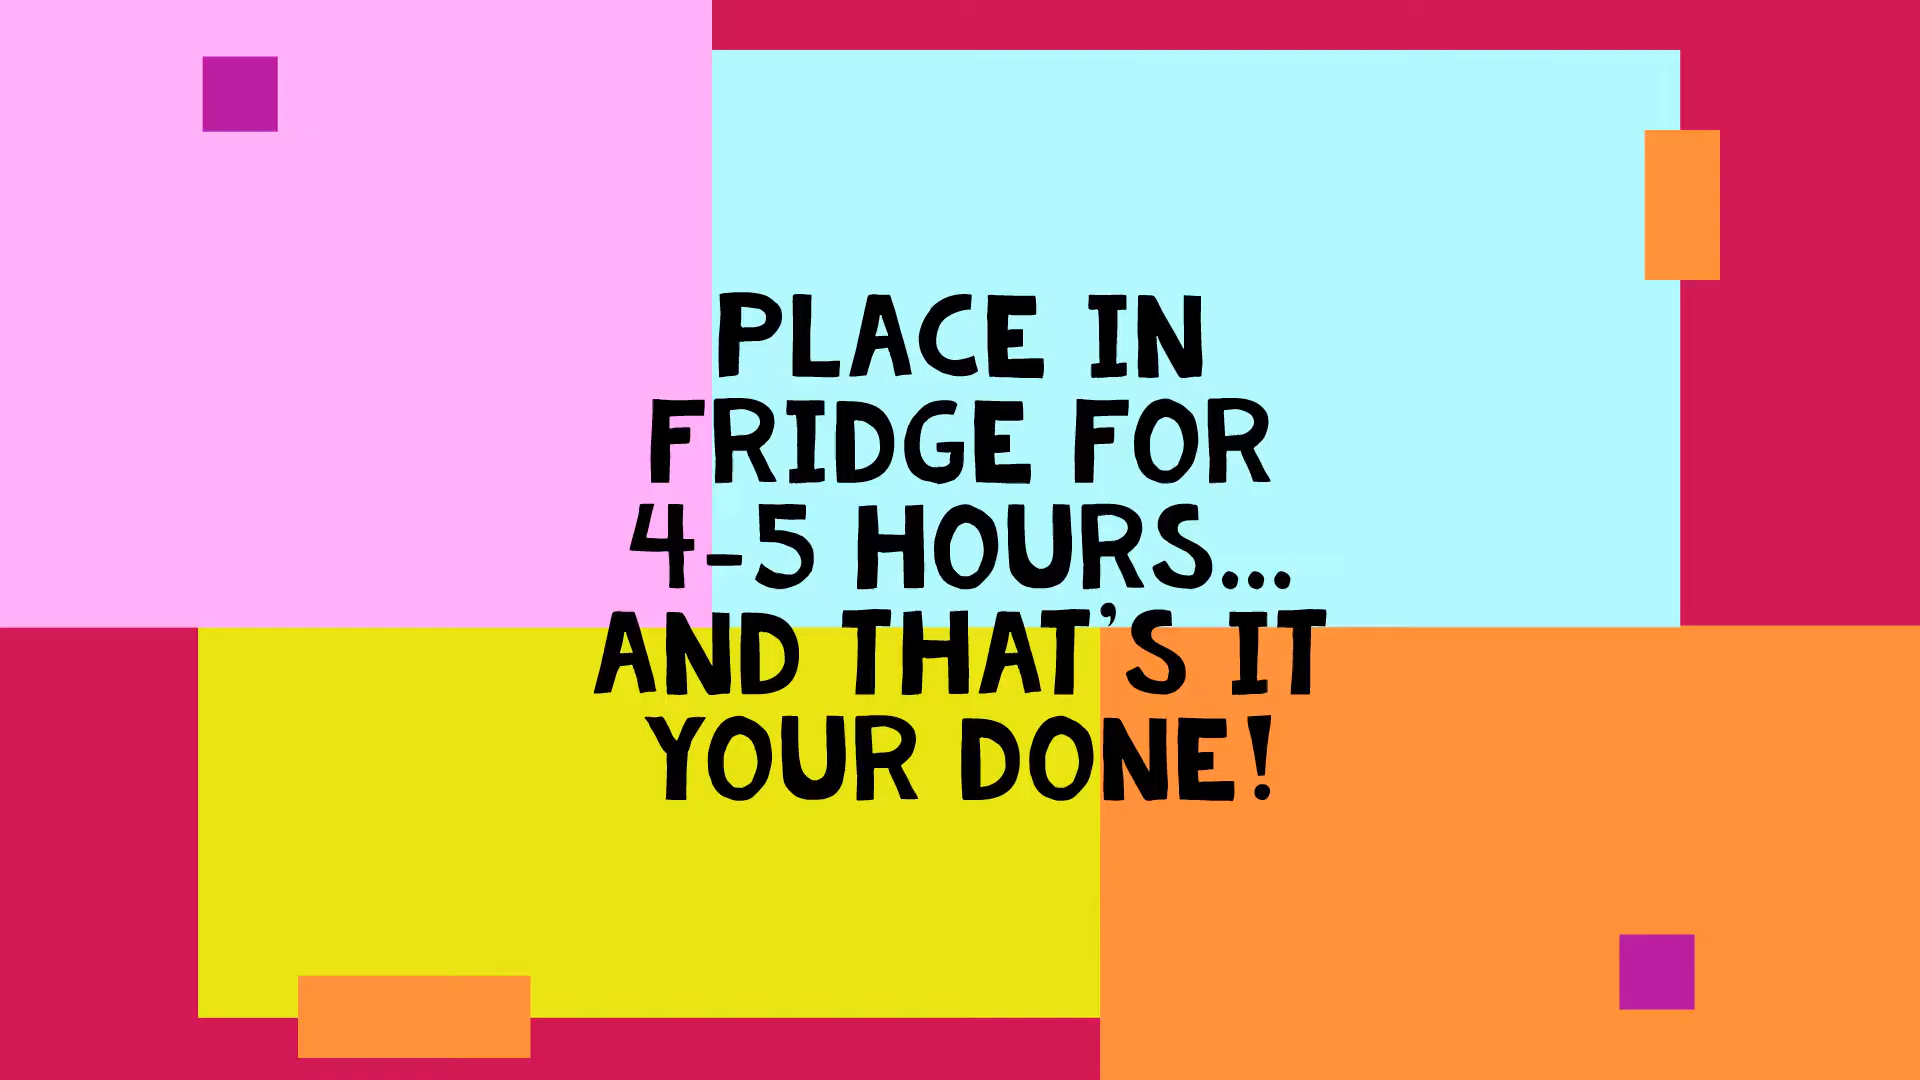 PLACE IN
FRIDGE FOR
4-5 HOURS...
AND THAT'S IT
YOUR DONE!